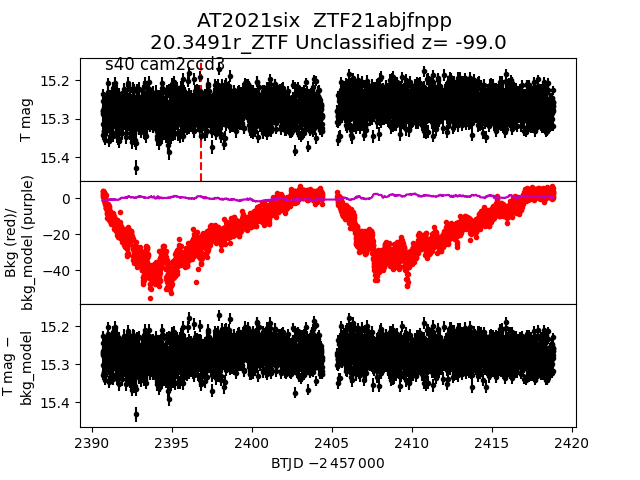 AT2021six  ZTF21abjfnpp
20.3491r_ZTF Unclassified z= -99.0
s40 cam2ccd3
15.2
15.3
15.4
T mag
0
−20
−40
Bkg (red)/
bkg_model (purple)
15.2
15.3
15.4
T mag −
bkg_model
2390 2395 2400 2405 2410 2415 2420
BTJD −2 457 000